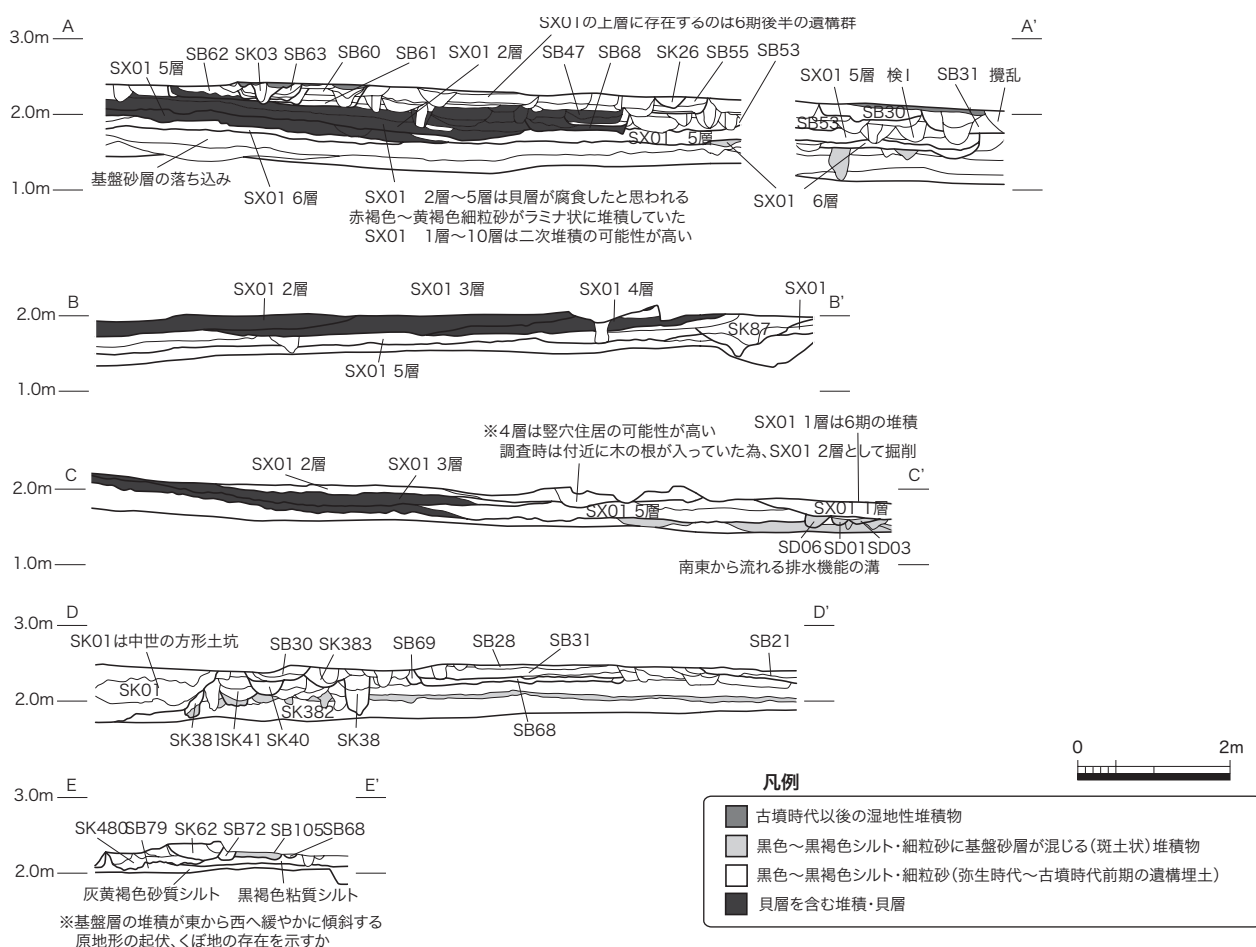 A
SX01の上層に存在するのは6期後半の遺構群
A'
3.0m
SX01 5層
SB62
SK03
SB63
SB60
SB61
SX01 2層
SB47
SB68
SK26
SB55
SB53
SX01 5層 検I
SB31
攪乱
2.0m
SB53
SB30
SX01 5層
基盤砂層の落ち込み
1.0m
SX01 6層
SX01 2層～5層は貝層が腐食したと思われる
赤褐色～黄褐色細粒砂がラミナ状に堆積していた
SX01 1層～10層は二次堆積の可能性が高い
SX01 6層
B
SX01 2層
SX01 3層
SX01 4層
SX01
B'
2.0m
SK87
SX01 5層
1.0m
※4層は竪穴住居の可能性が高い
調査時は付近に木の根が入っていた為、SX01 2層として掘削
SX01 1層は6期の堆積
C
SX01 2層
SX01 3層
C'
2.0m
SX01 5層
SX01 1層
SD06
SD01
SD03
1.0m
南東から流れる排水機能の溝
D
D'
3.0m
SK01は中世の方形土坑
SB30
SK383
SB69
SB28
SB31
SB21
SK01
2.0m
SK382
SK381
SK41
SK40
SK38
SB68
E
E'
3.0m
SK480
SB79
SK62
SB72
SB105
SB68
2.0m
灰黄褐色砂質シルト
黒褐色粘質シルト
※基盤層の堆積が東から西へ緩やかに傾斜する
原地形の起伏、くぼ地の存在を示すか
0
2m
凡例
古墳時代以後の湿地性堆積物
黒色～黒褐色シルト・細粒砂に基盤砂層が混じる（斑土状）堆積物
黒色～黒褐色シルト・細粒砂（弥生時代～古墳時代前期の遺構埋土）
貝層を含む堆積・貝層